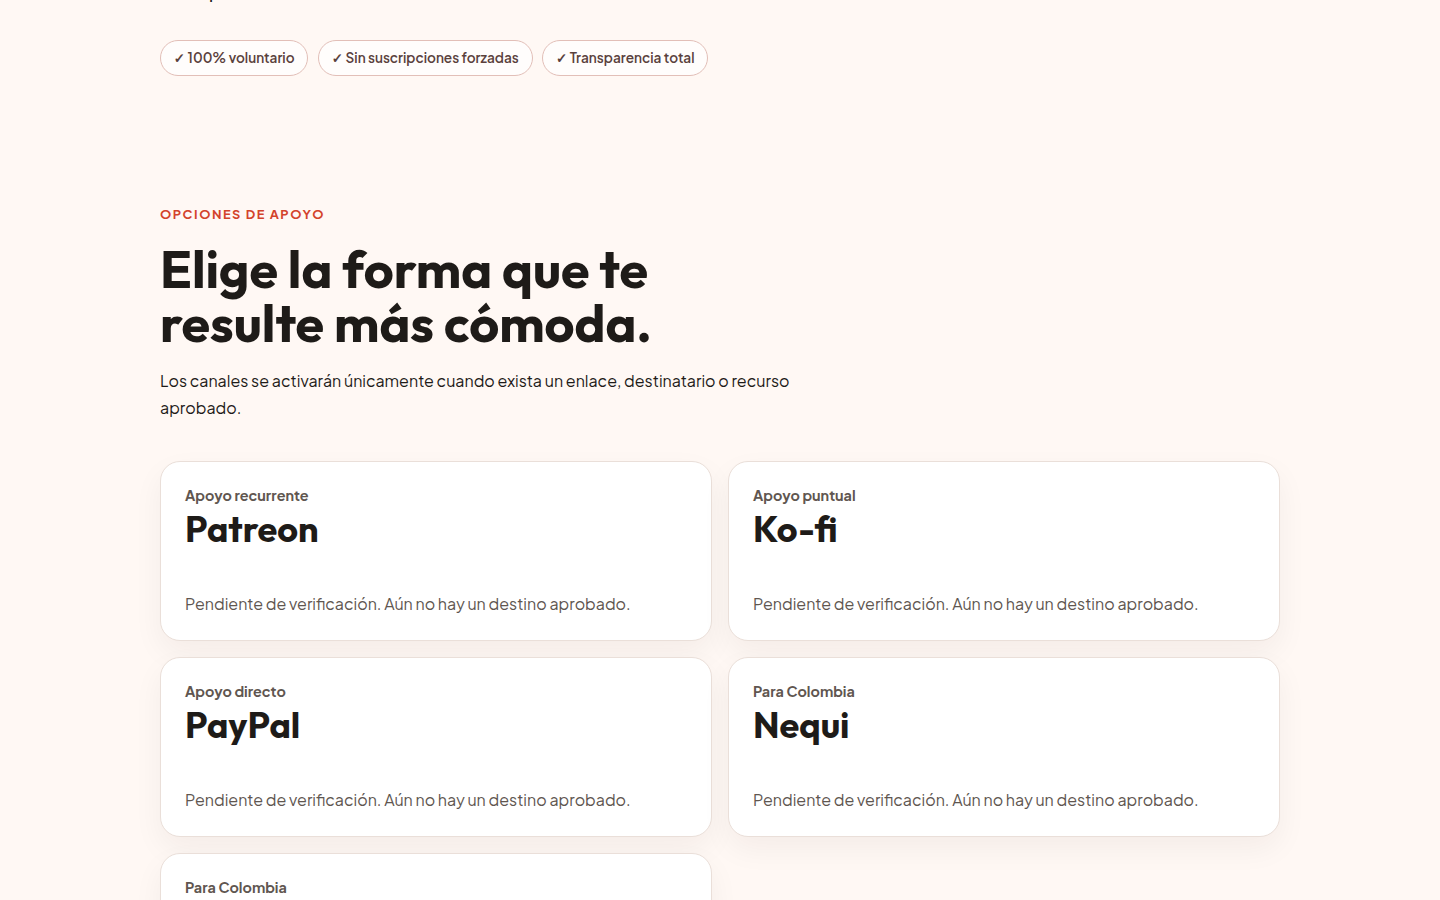 ✓ 100% voluntario
✓ Sin suscripciones forzadas
✓ Transparencia total
OPCIONES DE APOYO
Elige la forma que te
resulte más cómoda.
Los canales se activarán únicamente cuando exista un enlace, destinatario o recurso
aprobado.
Apoyo recurrente
Patreon
Pendiente de verificación. Aún no hay un destino aprobado.
Apoyo puntual
Ko-fi
Pendiente de verificación. Aún no hay un destino aprobado.
Apoyo directo
PayPal
Pendiente de verificación. Aún no hay un destino aprobado.
Para Colombia
Nequi
Pendiente de verificación. Aún no hay un destino aprobado.
Para Colombia